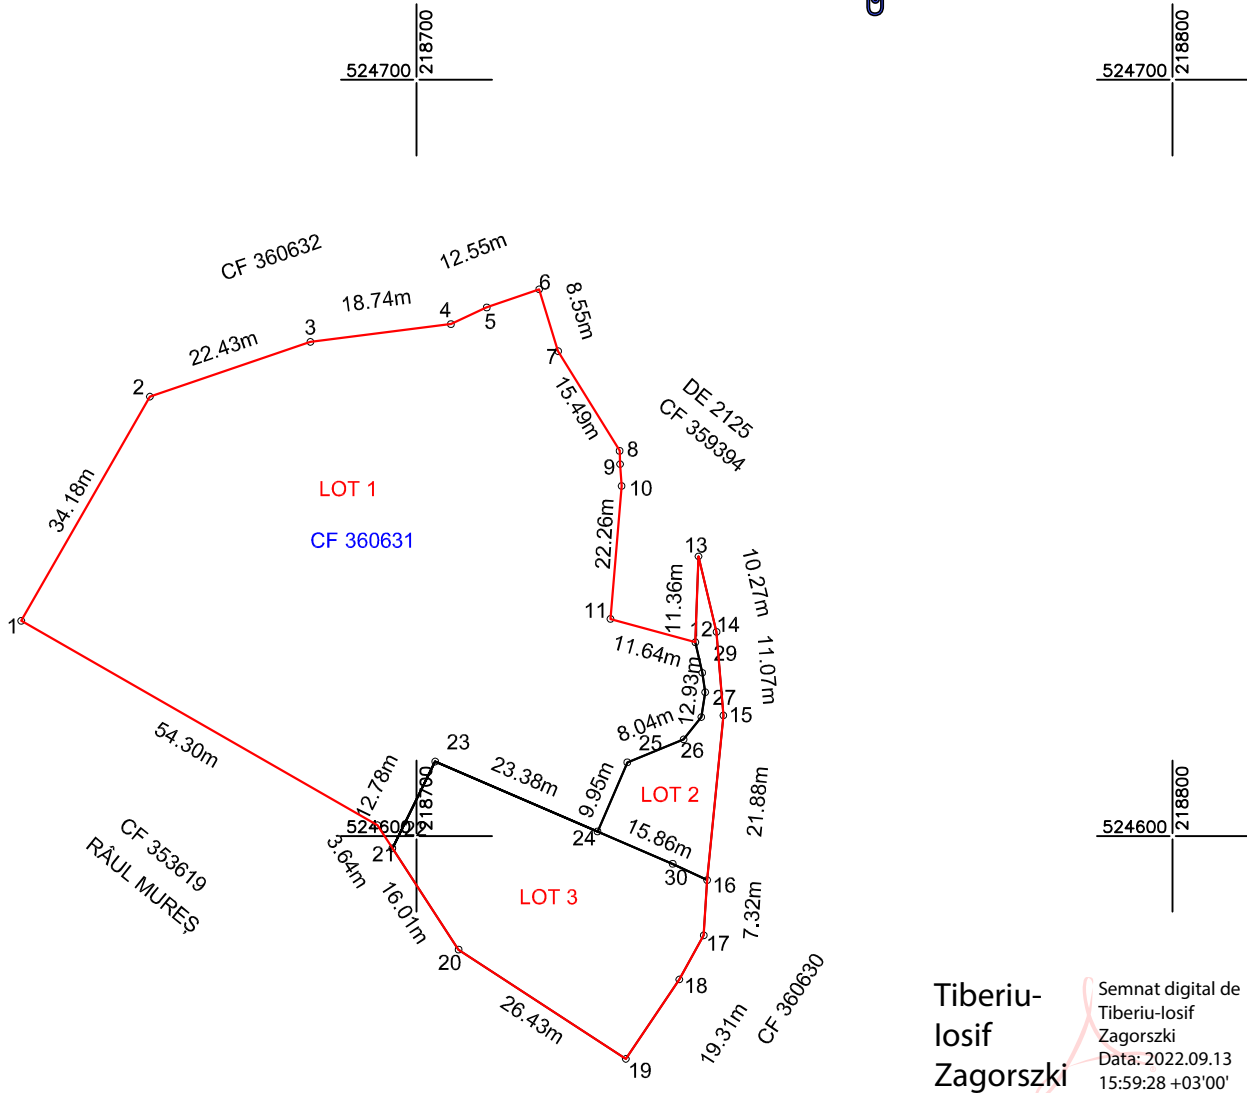 218700
524700
218800
524700
CF 360632
12.55m
6
18.74m
4
5
8.55m
3
22.43m
7
2
15.49m
DE 2125
CF 359394
8
9
10
LOT 1
34.18m
CF 360631
22.26m
13
10.27m
11.36m
11
12
14
1
11.64m
29
11.07m
12.93m
27
15
8.04m
25
26
54.30m
23
12.78m
23.38m
9.95m
LOT 2
21.88m
218700
524600
22
218800
524600
24
15.86m
21
3.64m
CF 353619
RÂUL MUREȘ
30
16
16.01m
LOT 3
7.32m
17
20
18
26.43m
19.31m
CF 360630
19
Tiberiu-
Iosif
Zagorszki
Semnat digital de
Tiberiu-Iosif
Zagorszki
Data: 2022.09.13
15:59:28 +03'00'